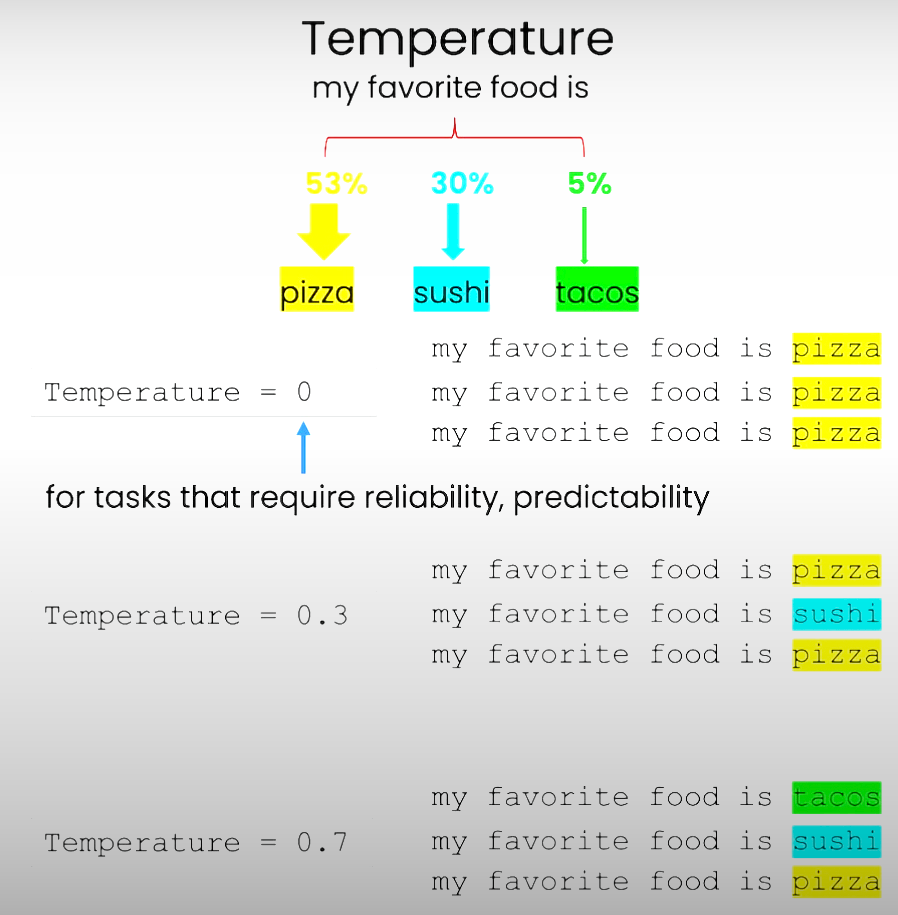 Temperature
my favorite food is
53% 30% 5%
pizza sushi tacos
my favorite food is pizza
Temperature = 0 my favorite food is pizza
my favorite food is pizza
for tasks that require reliability, predictability
my favorite food is pizza
Temperature = 0.3 my favorite food is sushi
my favorite food is pizza
my favorite food is tacos
Temperature = 0.7 my favorite food is sushi
my favorite food is pizza